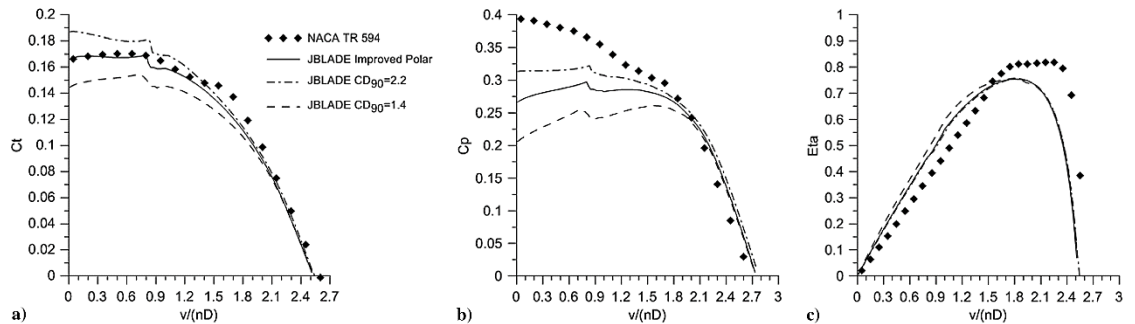 a)
Ct
0.2
0.18
0.16
0.14
0.12
0.1
0.08
0.06
0.04
0.02
0
0 0.3 0.6 0.9 1.2 1.5 1.8 2.1 2.4 2.7
v/(nD)
NACA TR 594
JBLADE Improved Polar
JBLADE CD90=2.2
JBLADE CD90=1.4
b)
Cp
0.4
0.35
0.3
0.25
0.2
0.15
0.1
0.05
0
0 0.3 0.6 0.9 1.2 1.5 1.8 2.1 2.4 2.7 3
v/(nD)
c)
Eta
1
0.9
0.8
0.7
0.6
0.5
0.4
0.3
0.2
0.1
0
0 0.3 0.6 0.9 1.2 1.5 1.8 2.1 2.4 2.7 3
v/(nD)